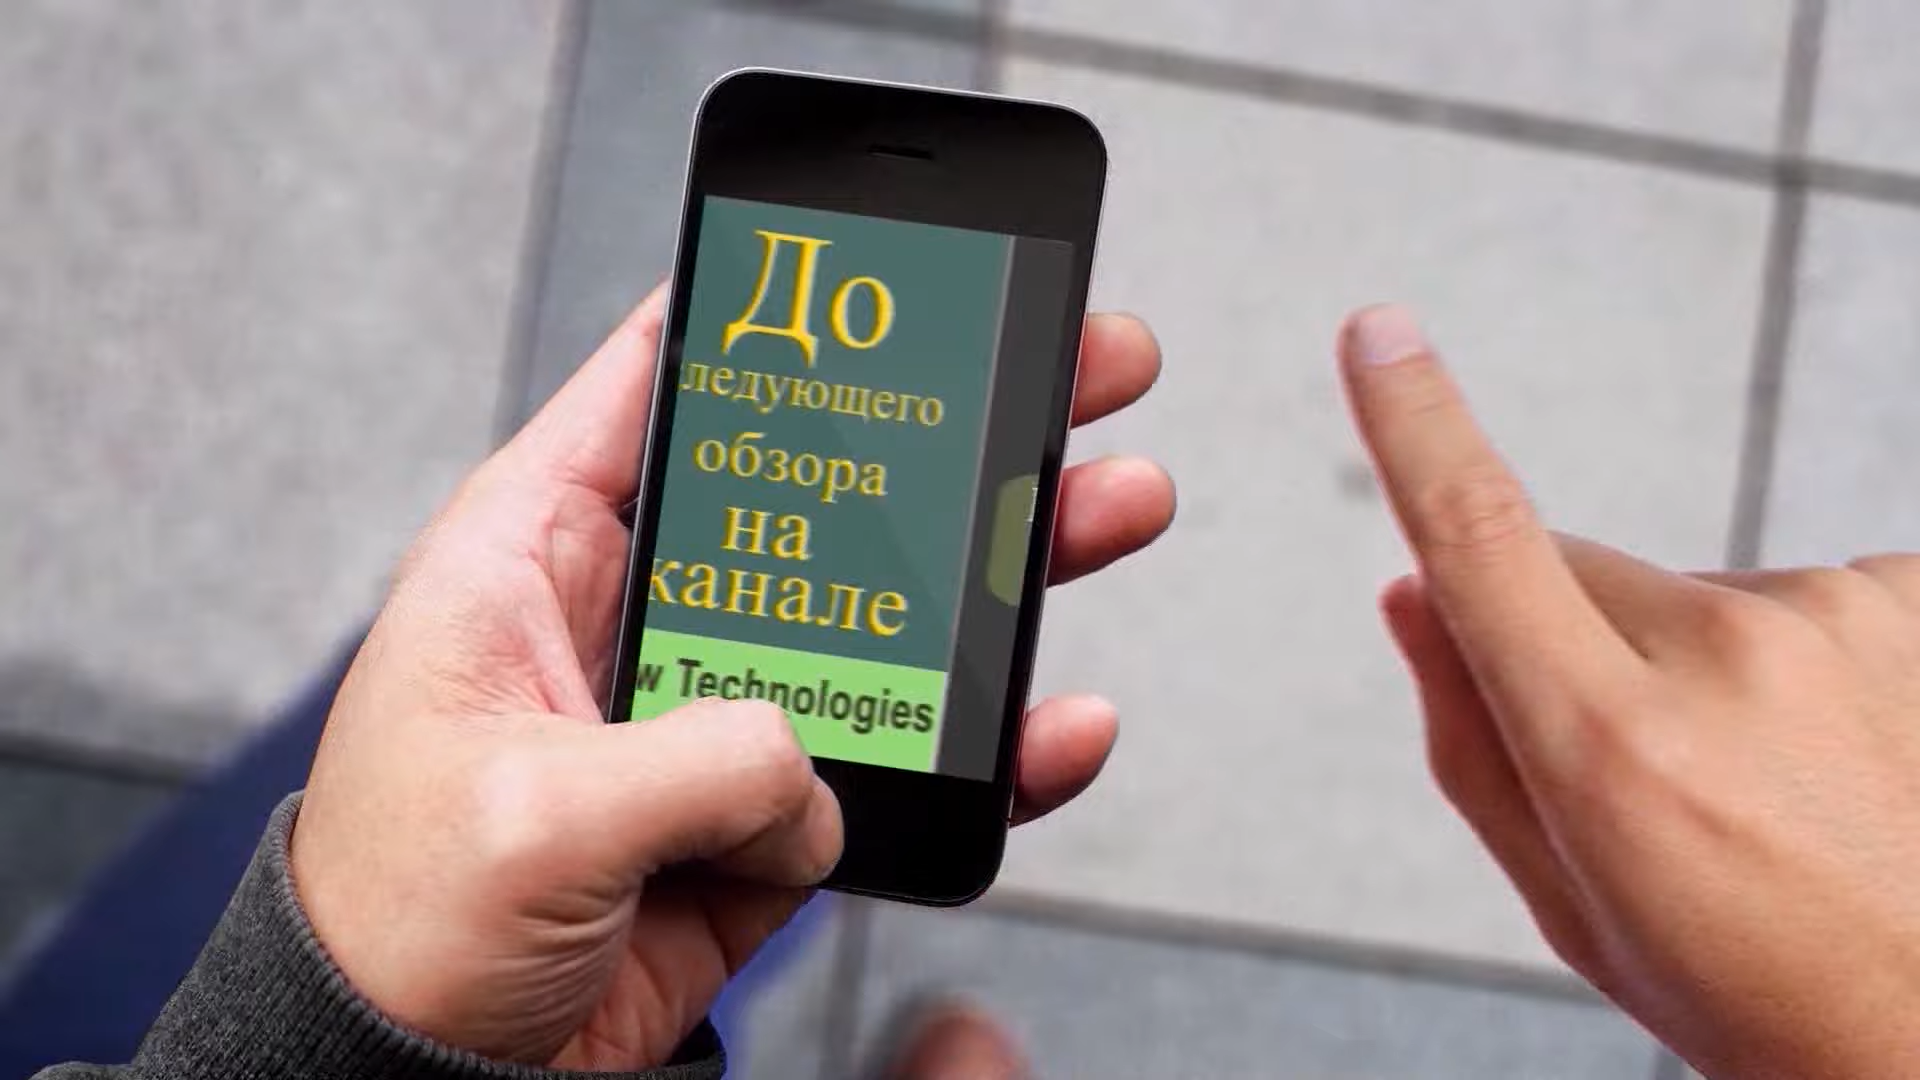 До
ледующего
обзора
на
канале
w Technologies